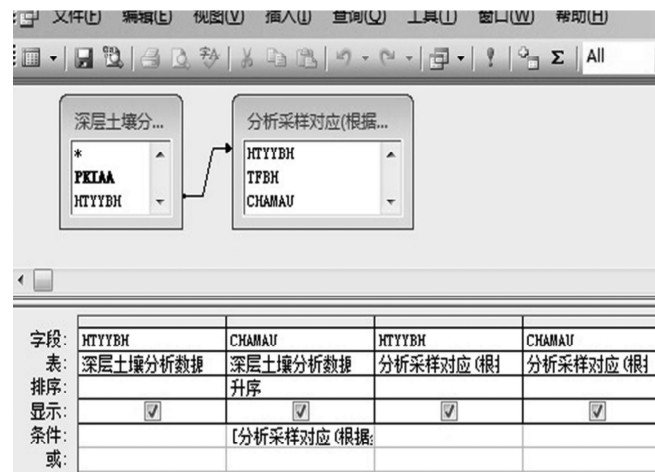 文件(F) 编辑(E) 视图(V) 插入(I) 查询(Q) 工具(T) 窗口(W) 帮助(H)
Σ All
深层土壤分... 分析采样对应(根据...
* HTYYBH
PKIAA TFBH
HTYYBH CHAMAU
字段: HTYYBH CHAMAU HTYYBH CHAMAU
表: 深层土壤分析数据 深层土壤分析数据 分析采样对应(根 分析采样对应(根
排序: 升序
显示:
条件: [分析采样对应(根据
或: